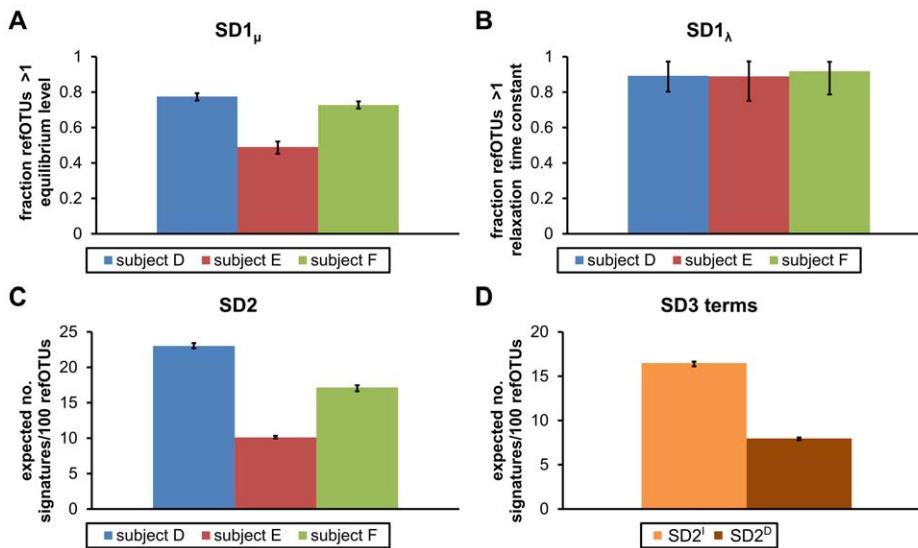 A
SD1μ
fraction refOTUs >1
equilibrium level
1
0.8
0.6
0.4
0.2
0
subject D subject E subject F
B
SD1λ
fraction refOTUs >1
relaxation time constant
1
0.8
0.6
0.4
0.2
0
subject D subject E subject F
C
SD2
expected no.
signatures/100 refOTUs
25
20
15
10
5
0
subject D subject E subject F
D
SD3 terms
expected no.
signatures/100 refOTUs
20
15
10
5
0
SD2ᴵ SD2ᴰ